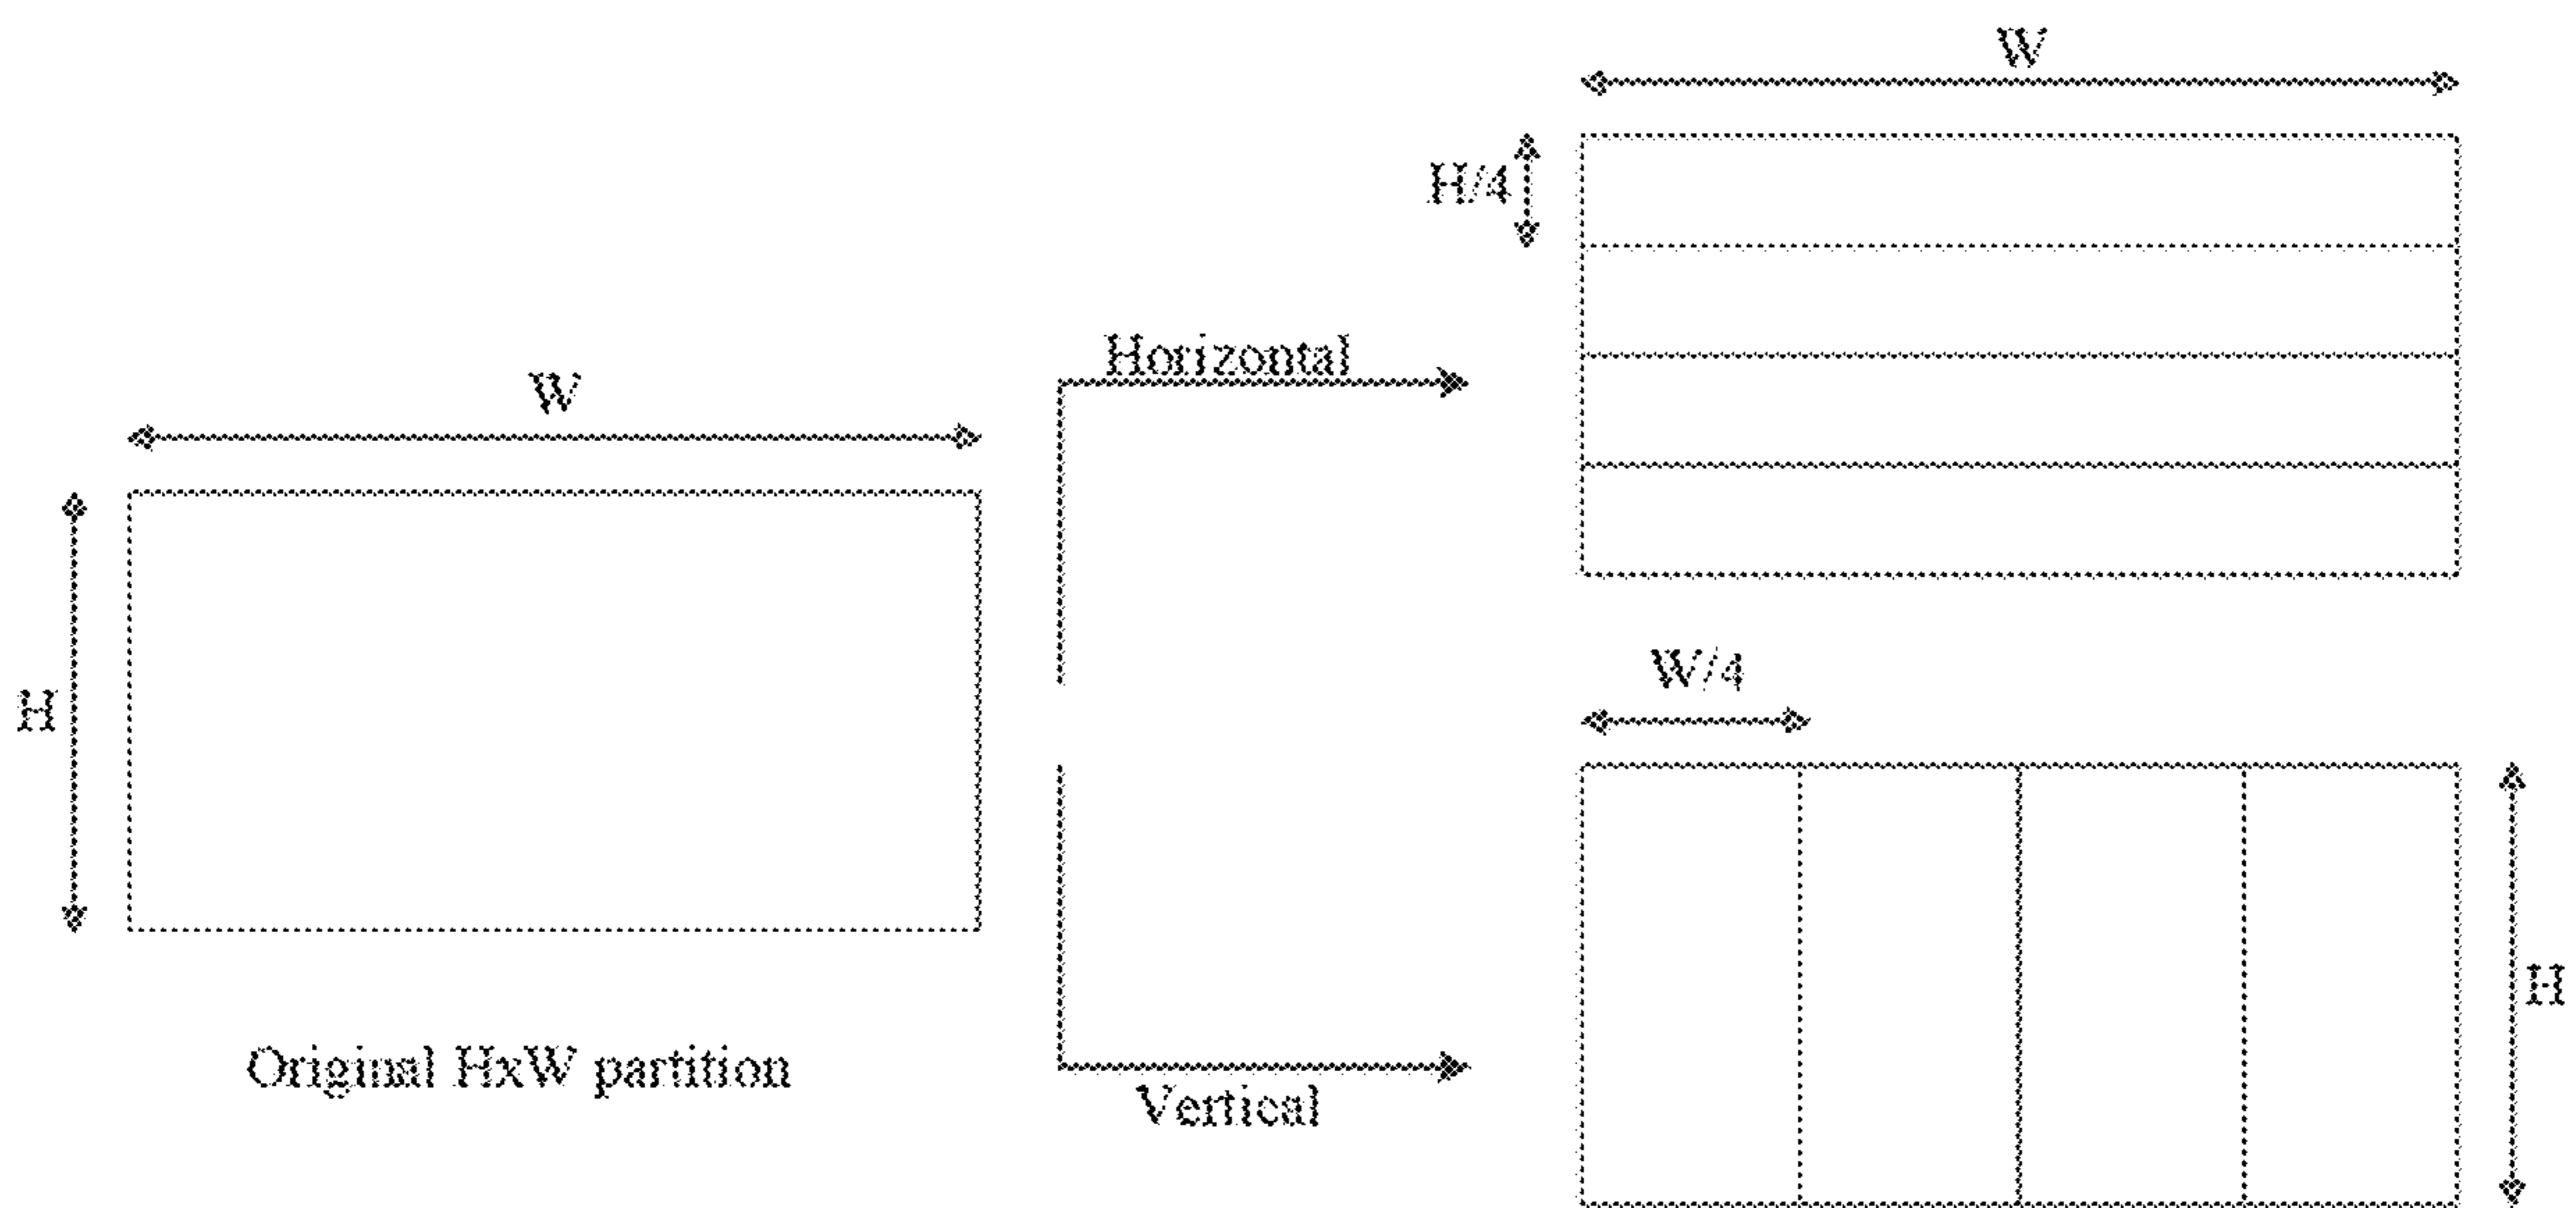 W
H/4
Horizontal
W
H
W/4
H
Original HxW partition
Vertical